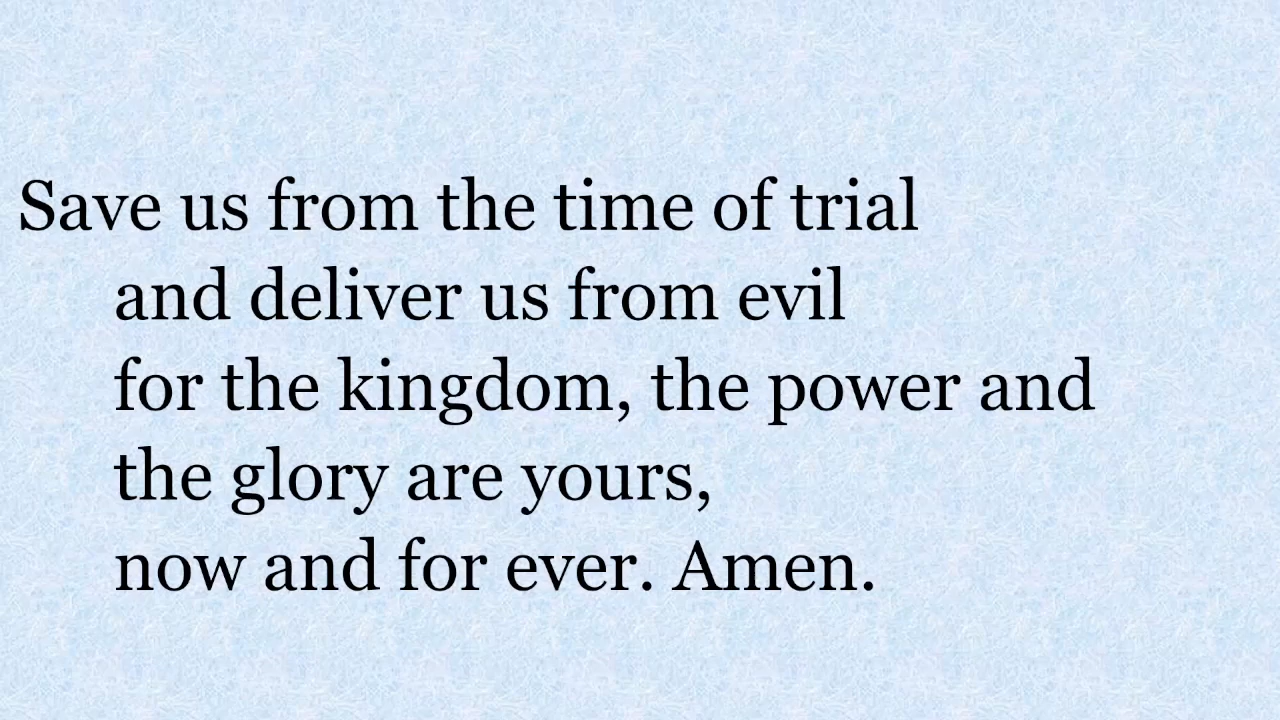 Save us from the time of trial
and deliver us from evil
for the kingdom, the power and
the glory are yours,
now and for ever. Amen.